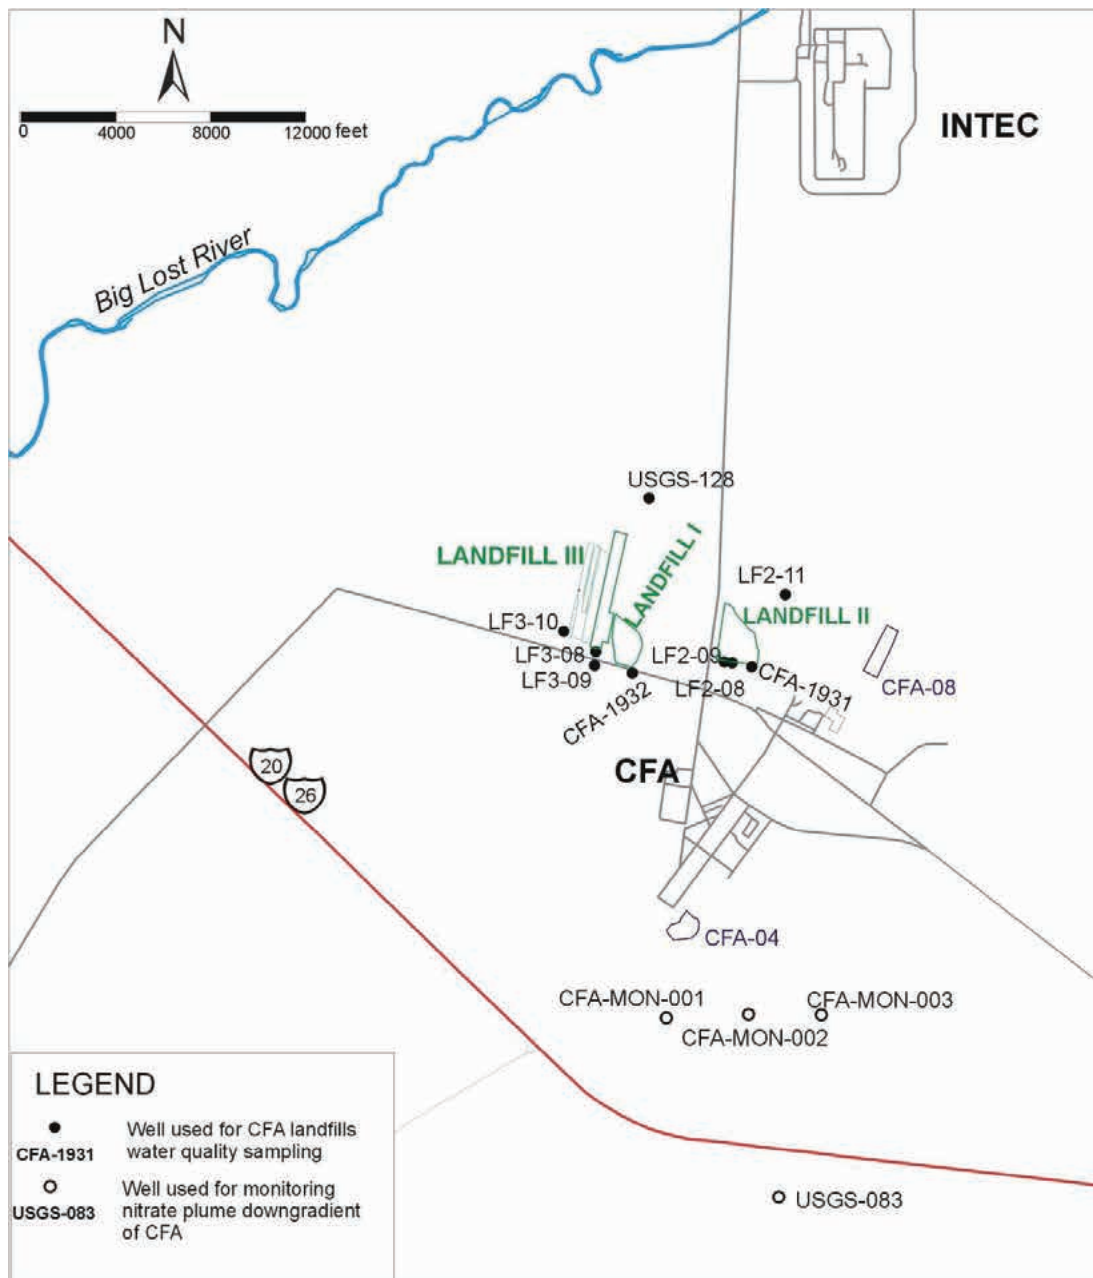 N
0 4000 8000 12000 feet
INTEC
Big Lost River
USGS-128
LANDFILL III
LANDFILL I
LF2-11
LANDFILL II
LF3-10
LF3-08
LF3-09
CFA-1932
LF2-09
LF2-08
CFA-1931
CFA-08
CFA
20
26
CFA-04
CFA-MON-001
CFA-MON-003
CFA-MON-002
USGS-083
LEGEND
Well used for CFA landfills
water quality sampling
CFA-1931
Well used for monitoring
nitrate plume downgradient
of CFA
USGS-083